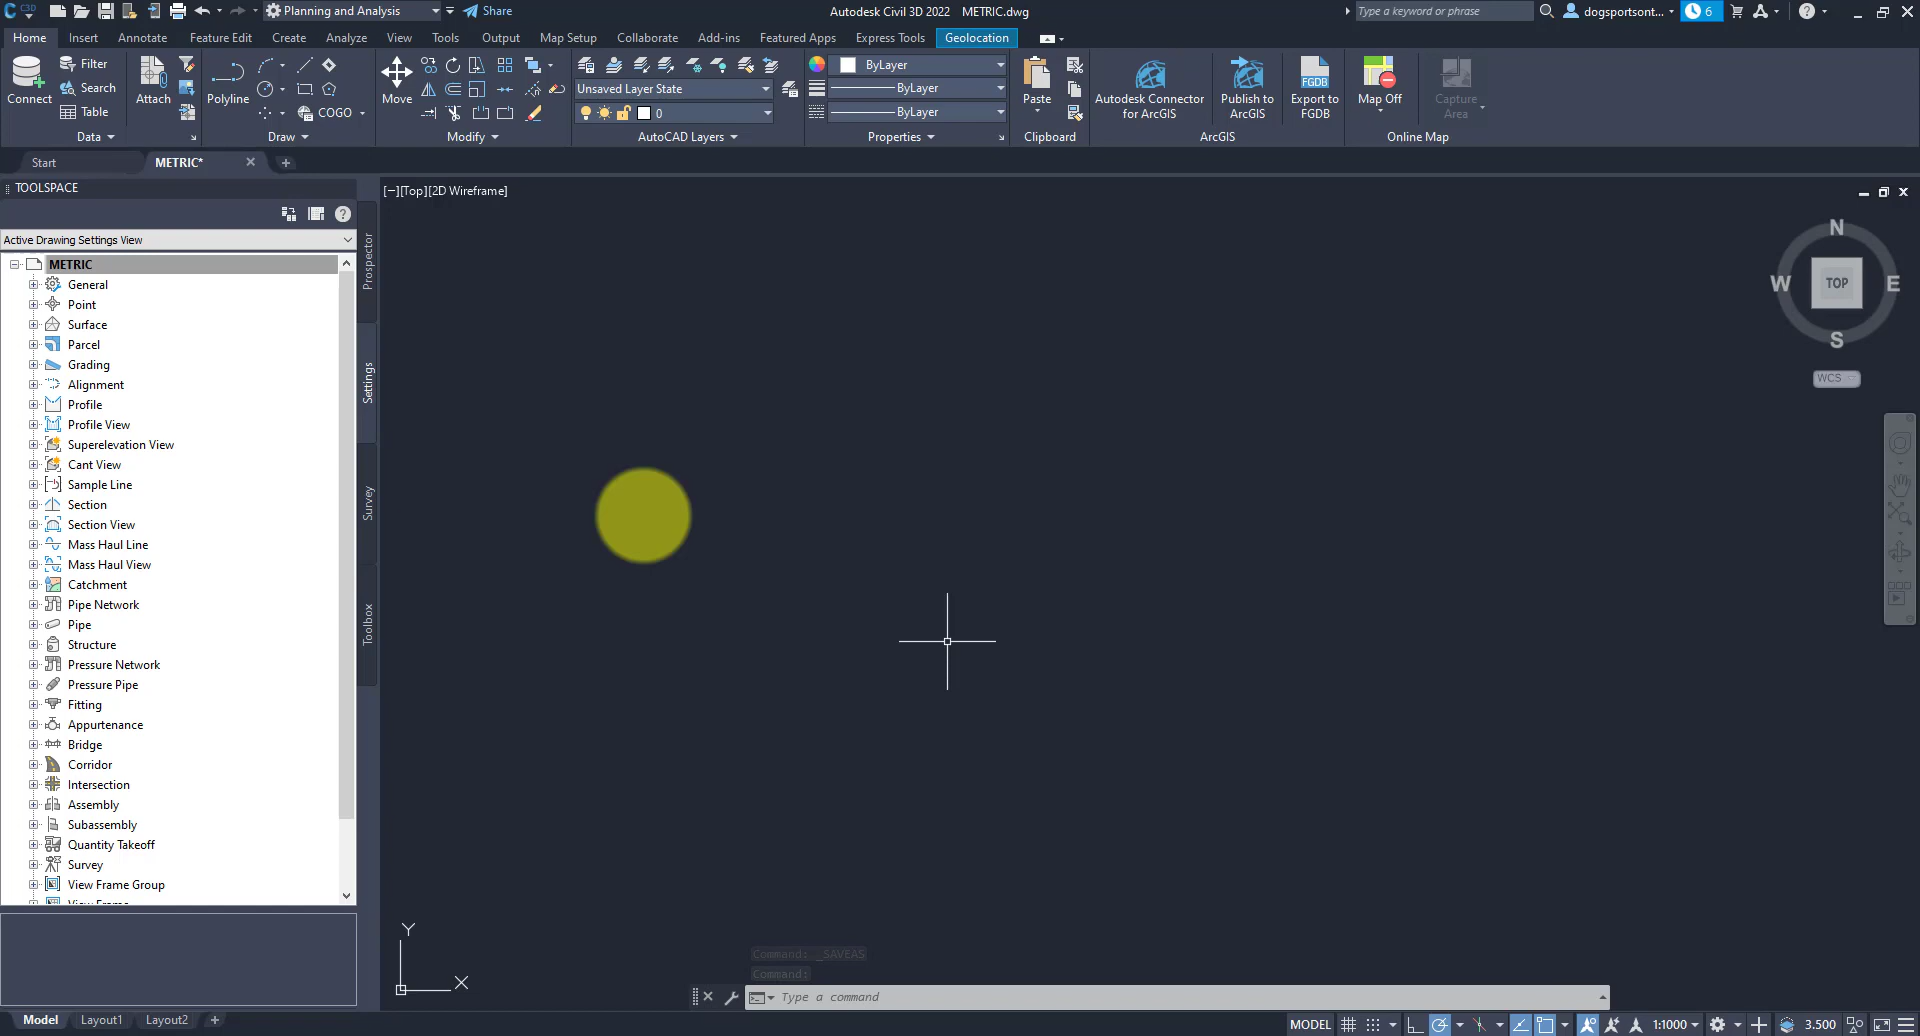 C3D Planning and Analysis Share Autodesk Civil 3D 2022 METRIC.dwg Type a keyword or phrase dogsportsont... 6
Home Insert Annotate Feature Edit Create Analyze View Tools Output Map Setup Collaborate Add-ins Featured Apps Express Tools Geolocation
Connect Filter Search Table Data
Attach
Polyline COGO Draw
Move Modify
Unsaved Layer State
0
AutoCAD Layers
ByLayer
ByLayer
ByLayer
Properties
Paste
Clipboard
Autodesk Connector for ArcGIS
Publish to ArcGIS
FGDB
Export to FGDB
ArcGIS
Map Off
Capture Area
Online Map
Start METRIC*
TOOLSPACE
[−][Top][2D Wireframe]
Active Drawing Settings View
METRIC
General
Point
Surface
Parcel
Grading
Alignment
Profile
Profile View
Superelevation View
Cant View
Sample Line
Section
Section View
Mass Haul Line
Mass Haul View
Catchment
Pipe Network
Pipe
Structure
Pressure Network
Pressure Pipe
Fitting
Appurtenance
Bridge
Corridor
Intersection
Assembly
Subassembly
Quantity Takeoff
Survey
View Frame Group
View Frame
Prospector
Settings
Survey
Toolbox
N
W TOP E
S
WCS
Y
X
Command: _SAVEAS
Command:
Type a command
Model Layout1 Layout2
MODEL 1:1000 3.500